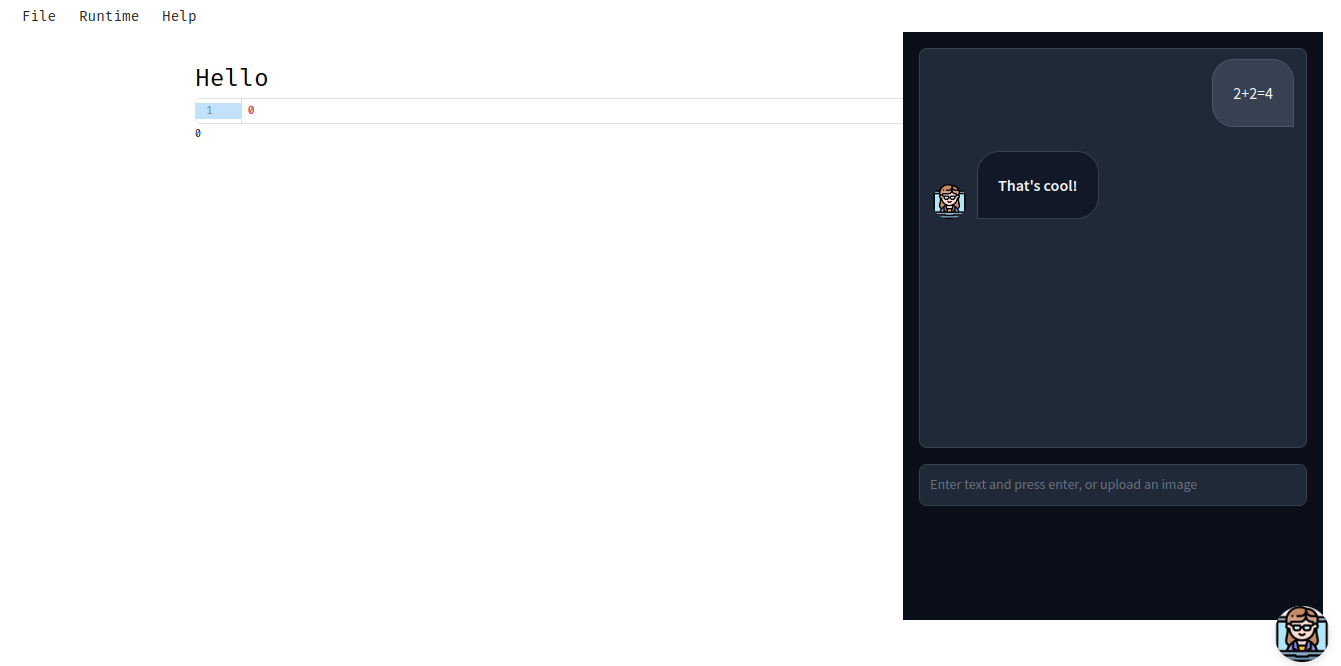 File Runtime Help
Hello
1 0
0
2+2=4
That's cool!
Enter text and press enter, or upload an image